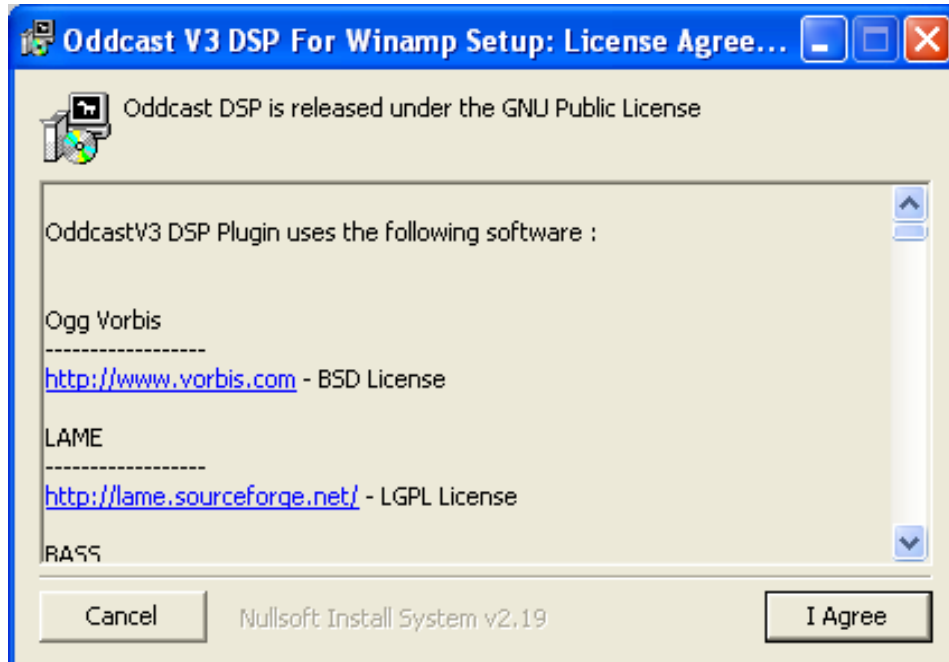 Oddcast V3 DSP For Winamp Setup: License Agree...
Oddcast DSP is released under the GNU Public License
OddcastV3 DSP Plugin uses the following software :
Ogg Vorbis
------------------
http://www.vorbis.com - BSD License
LAME
------------------
http://lame.sourceforge.net/ - LGPL License
BASS
Cancel
Nullsoft Install System v2.19
I Agree